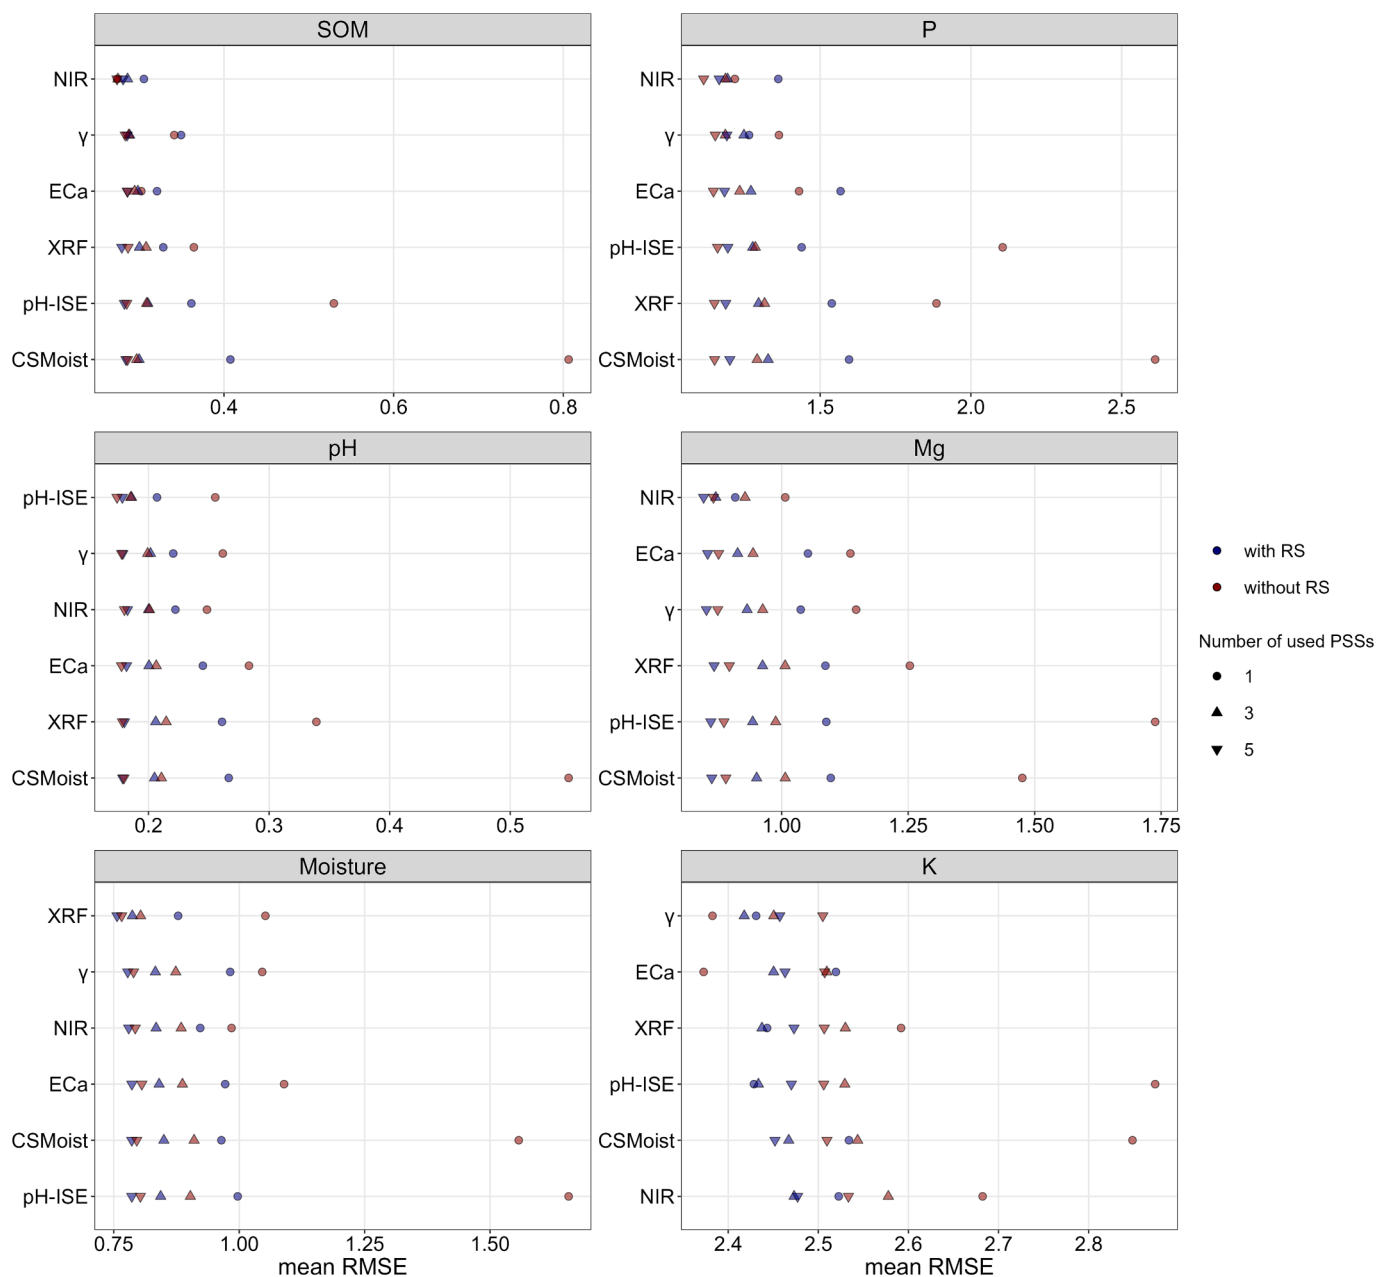 SOM
NIR
γ
ECa
XRF
pH-ISE
CSMoist
0.4 0.6 0.8
P
NIR
γ
ECa
pH-ISE
XRF
CSMoist
1.5 2.0 2.5
pH
pH-ISE
γ
NIR
ECa
XRF
CSMoist
0.2 0.3 0.4 0.5
Mg
NIR
ECa
γ
XRF
pH-ISE
CSMoist
1.00 1.25 1.50 1.75
Moisture
XRF
γ
NIR
ECa
CSMoist
pH-ISE
0.75 1.00 1.25 1.50
mean RMSE
K
γ
ECa
XRF
pH-ISE
CSMoist
NIR
2.4 2.5 2.6 2.7 2.8
mean RMSE
with RS
without RS
Number of used PSSs
1
3
5